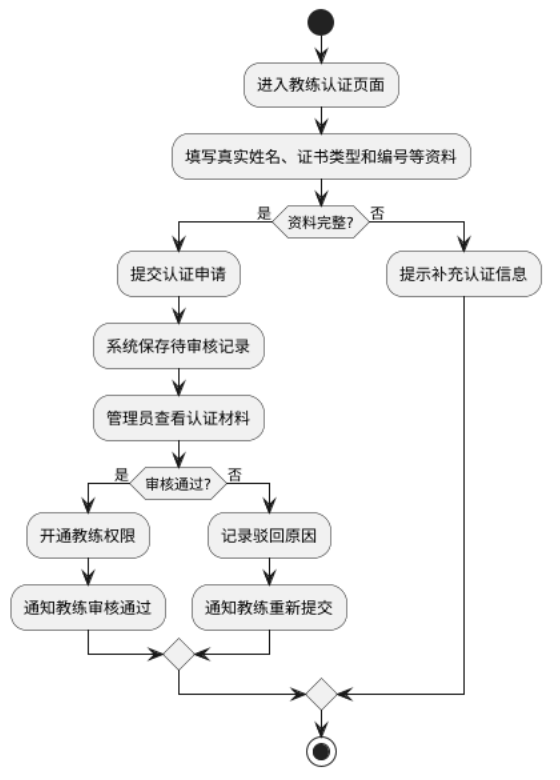 进入教练认证页面
填写真实姓名、证书类型和编号等资料
是
资料完整?
否
提交认证申请
提示补充认证信息
系统保存待审核记录
管理员查看认证材料
是
审核通过?
否
开通教练权限
记录驳回原因
通知教练审核通过
通知教练重新提交